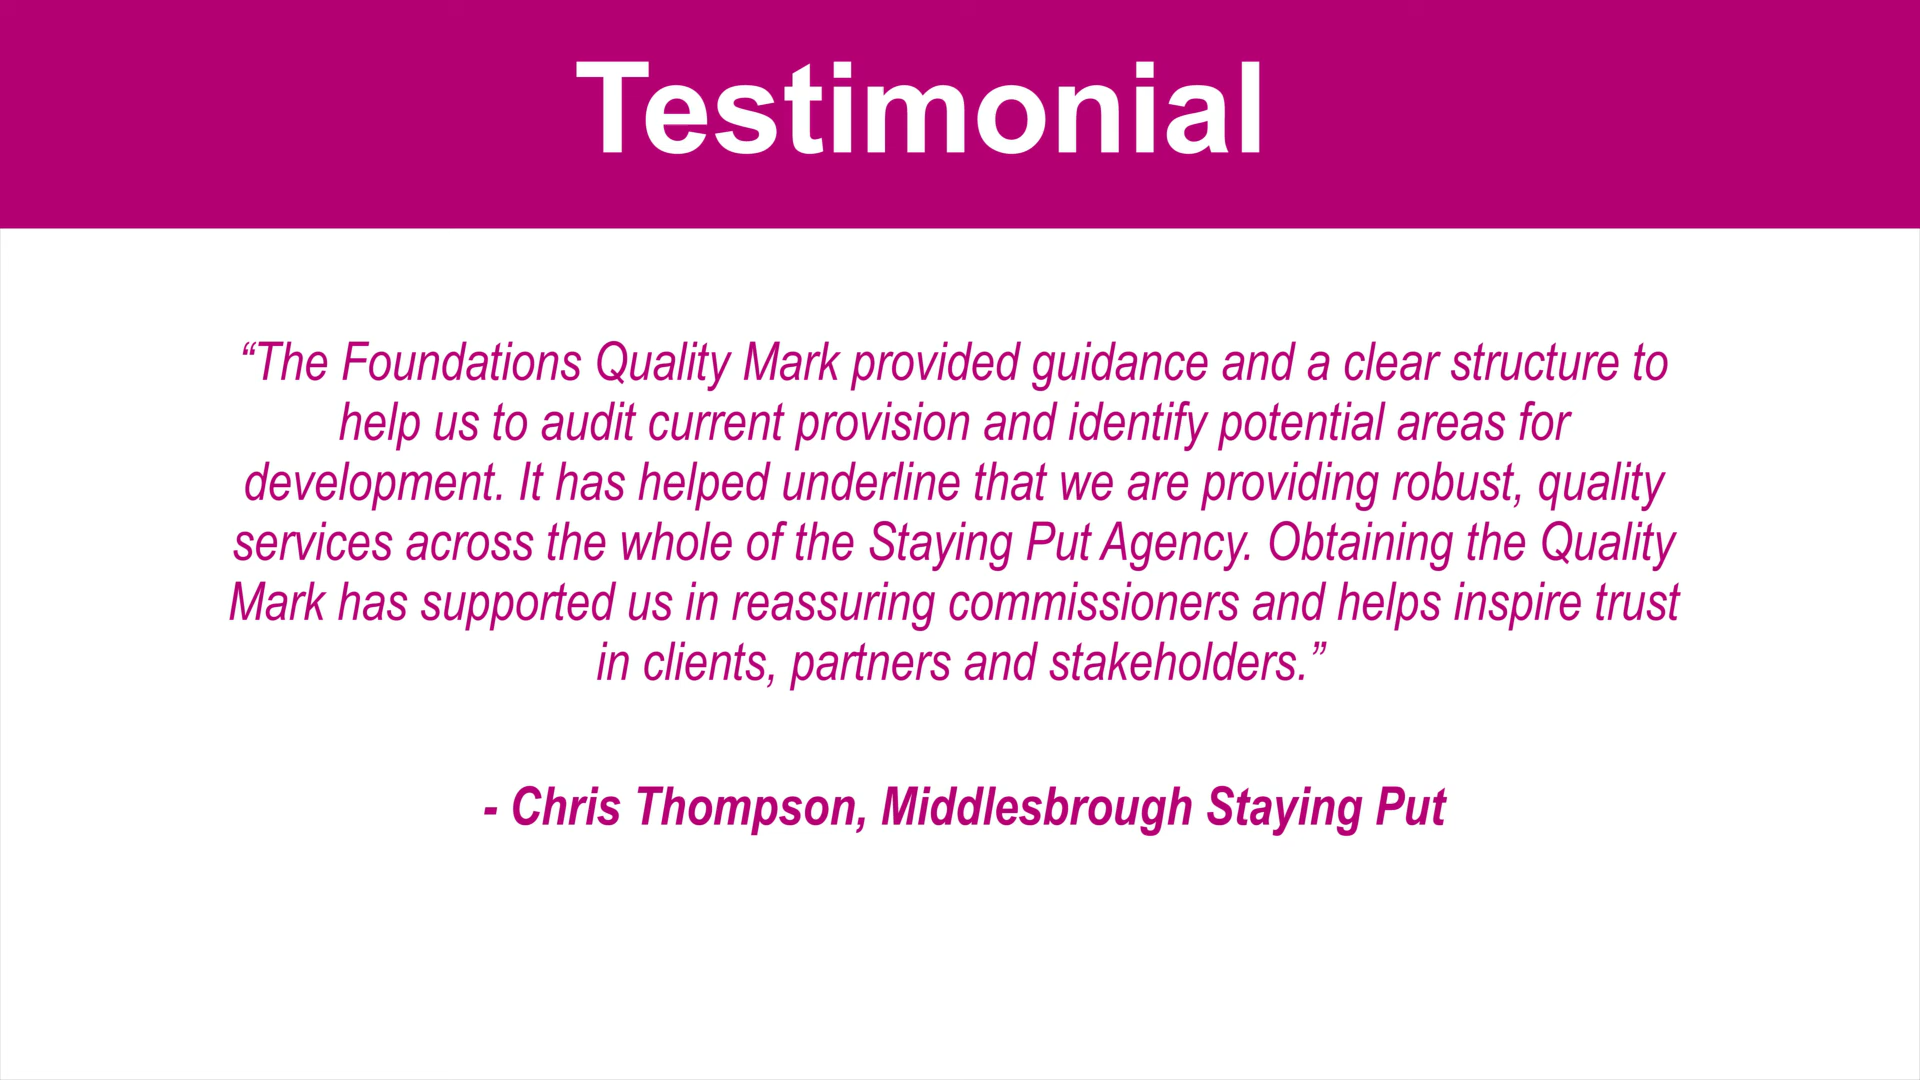 Testimonial
“The Foundations Quality Mark provided guidance and a clear structure to
help us to audit current provision and identify potential areas for
development. It has helped underline that we are providing robust, quality
services across the whole of the Staying Put Agency. Obtaining the Quality
Mark has supported us in reassuring commissioners and helps inspire trust
in clients, partners and stakeholders.”
- Chris Thompson, Middlesbrough Staying Put